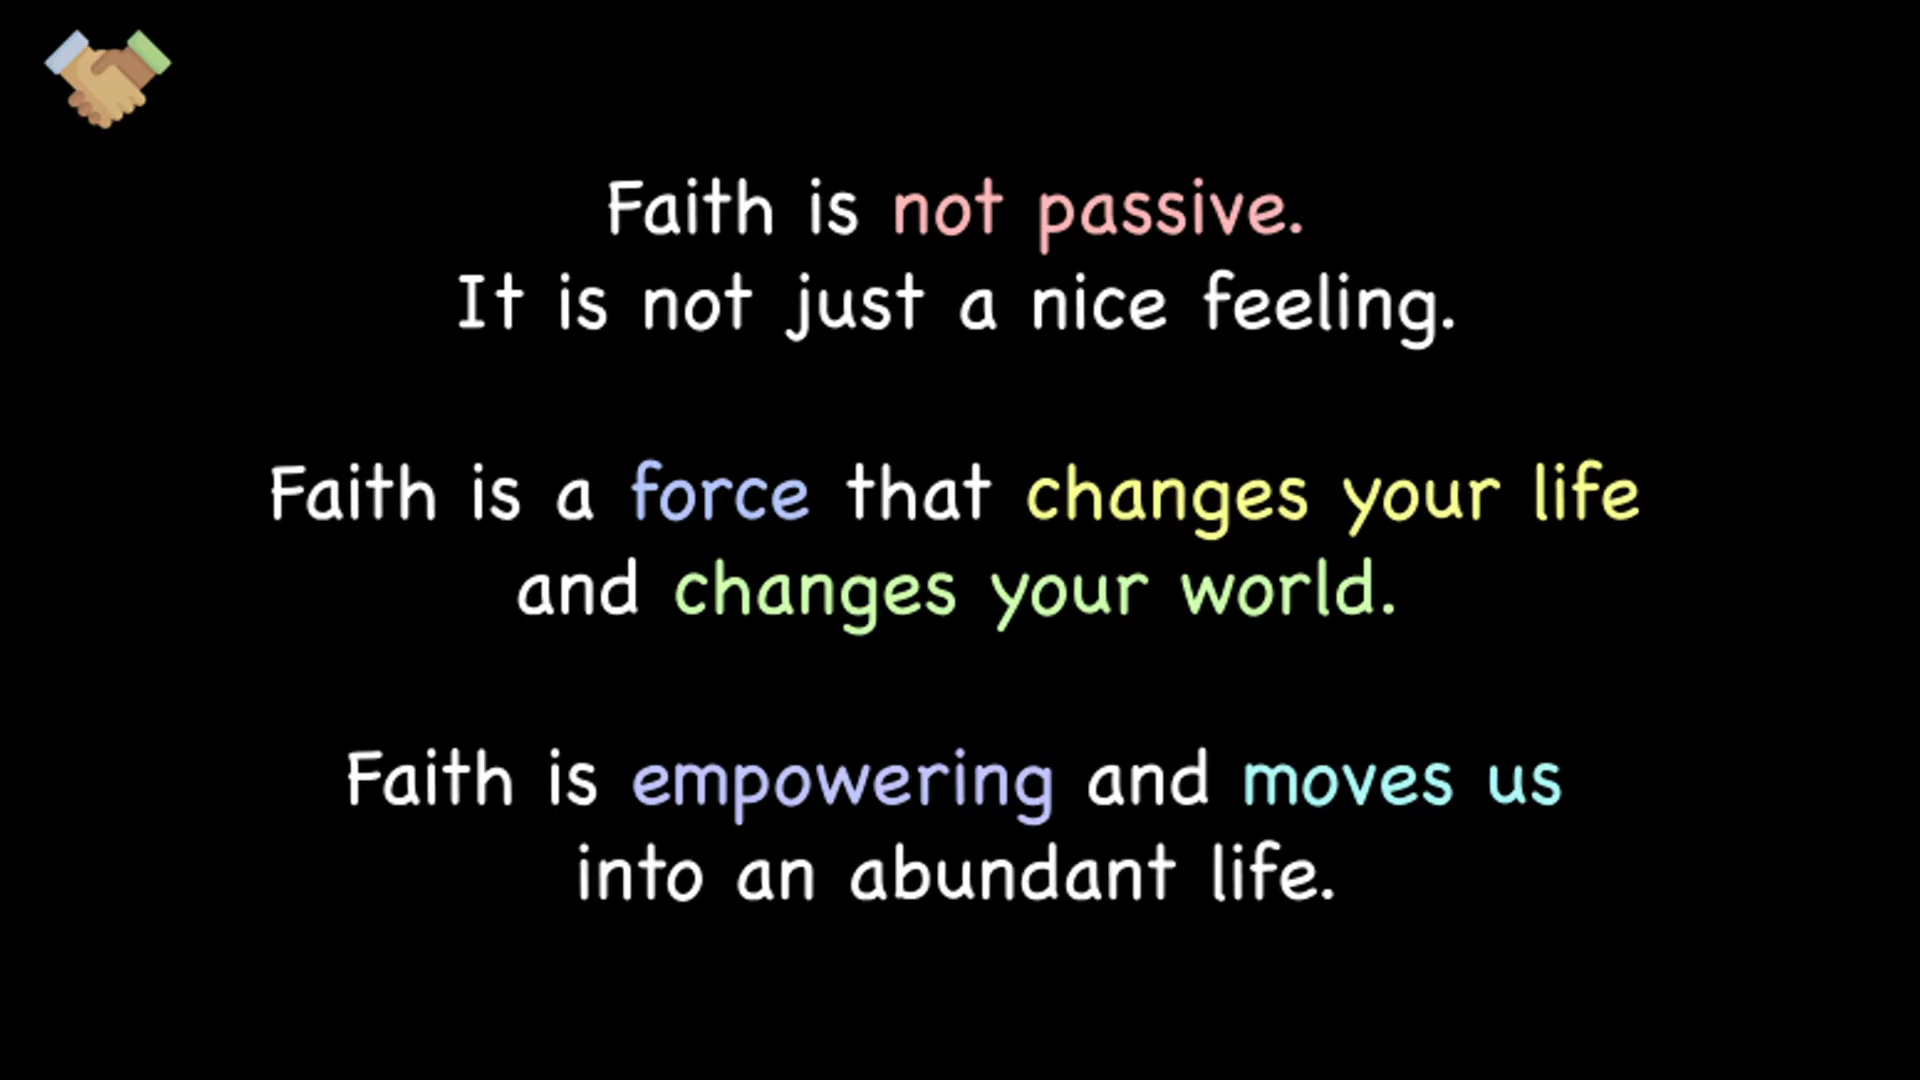 Faith is not passive.
It is not just a nice feeling.
Faith is a force that changes your life
and changes your world.
Faith is empowering and moves us
into an abundant life.